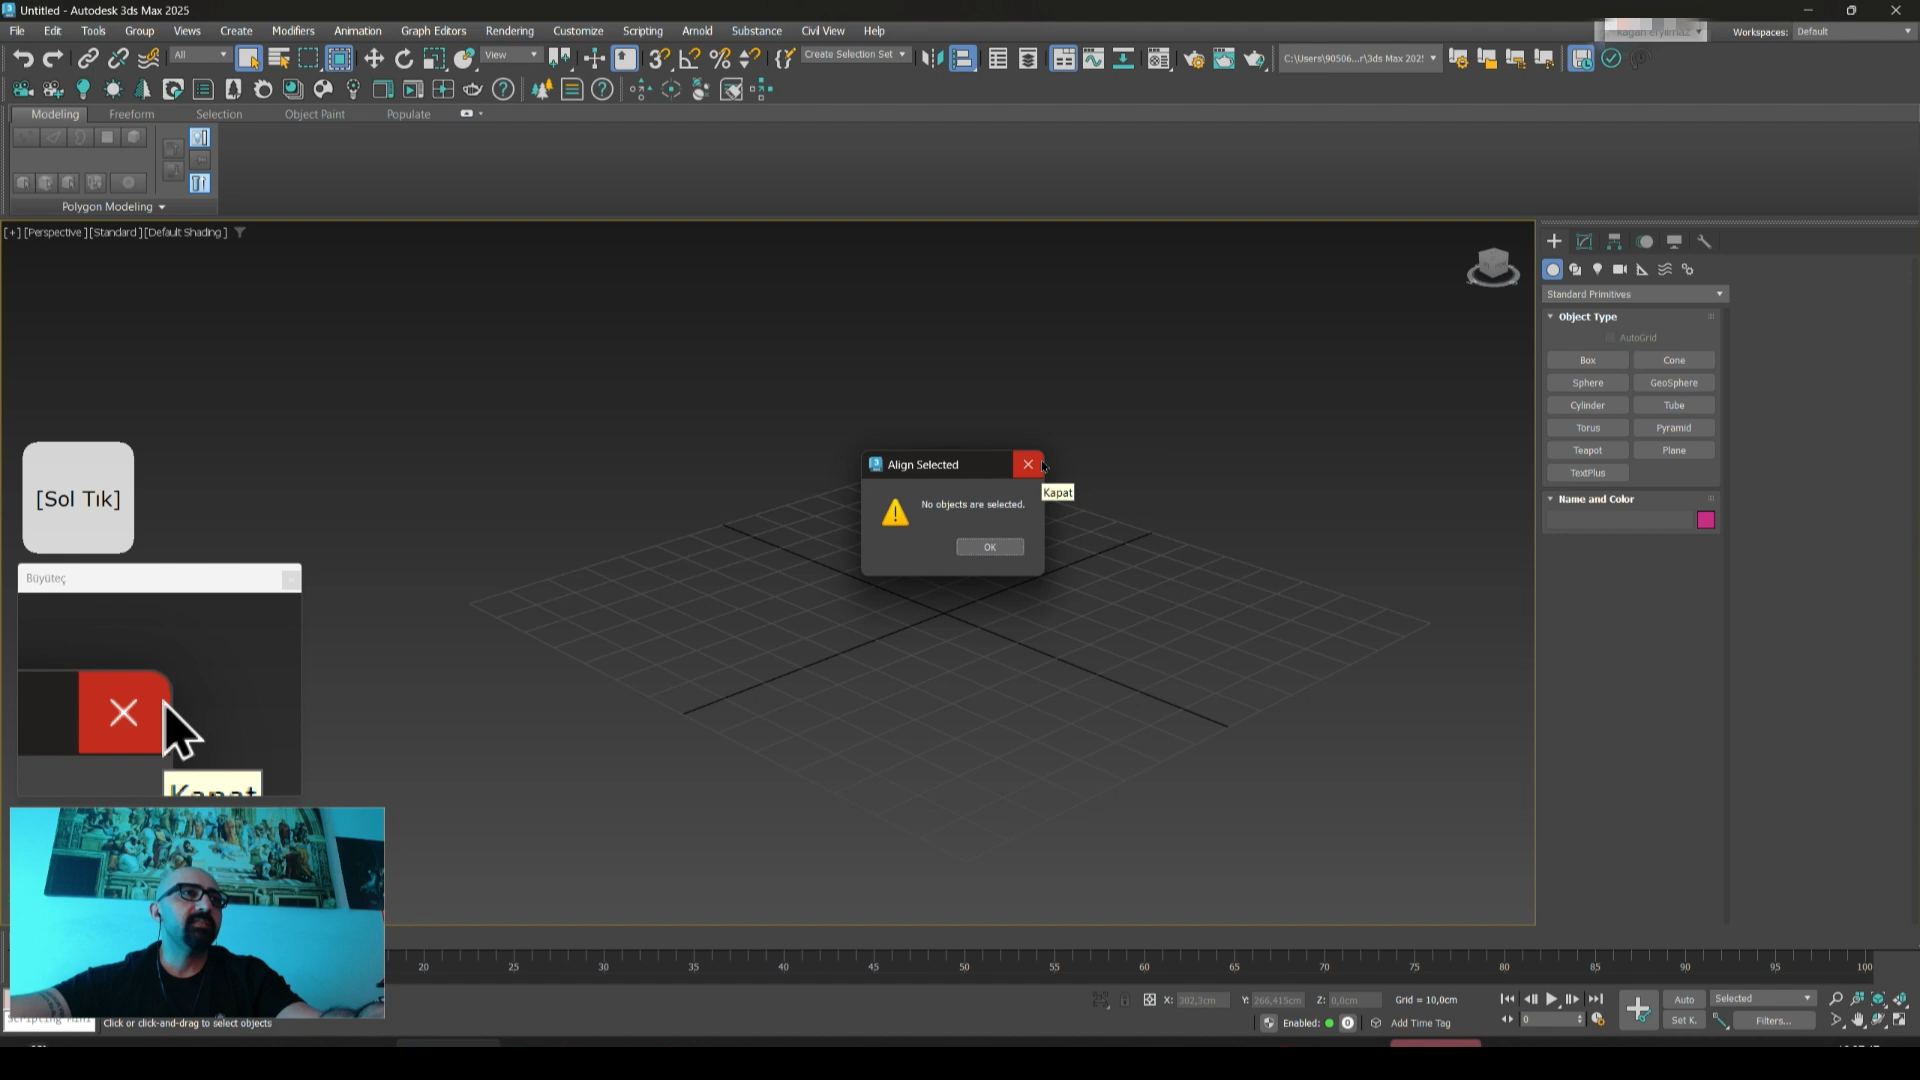 Untitled - Autodesk 3ds Max 2025
File Edit Tools Group Views Create Modifiers Animation Graph Editors Rendering Customize Scripting Arnold Substance Civil View Help
Workspaces: Default
All
View
Create Selection Set
C:\Users\90506...r\3ds Max 202
Modeling Freeform Selection Object Paint Populate
Polygon Modeling
[+] [Perspective] [Standard] [Default Shading]
Standard Primitives
Object Type
AutoGrid
Box Cone
Sphere GeoSphere
Cylinder Tube
Torus Pyramid
Teapot Plane
TextPlus
Name and Color
Align Selected
Kapat
No objects are selected.
OK
[Sol Tık]
Büyüteç
Kapat
20 25 30 35 40 45 50 55 60 65 70 75 80 85 90 95 100
X: 302,3cm Y: 266,415cm Z: 0,0cm Grid = 10,0cm
Auto Selected
Click or click-and-drag to select objects
Enabled: 0 Add Time Tag
0
Set K. Filters...